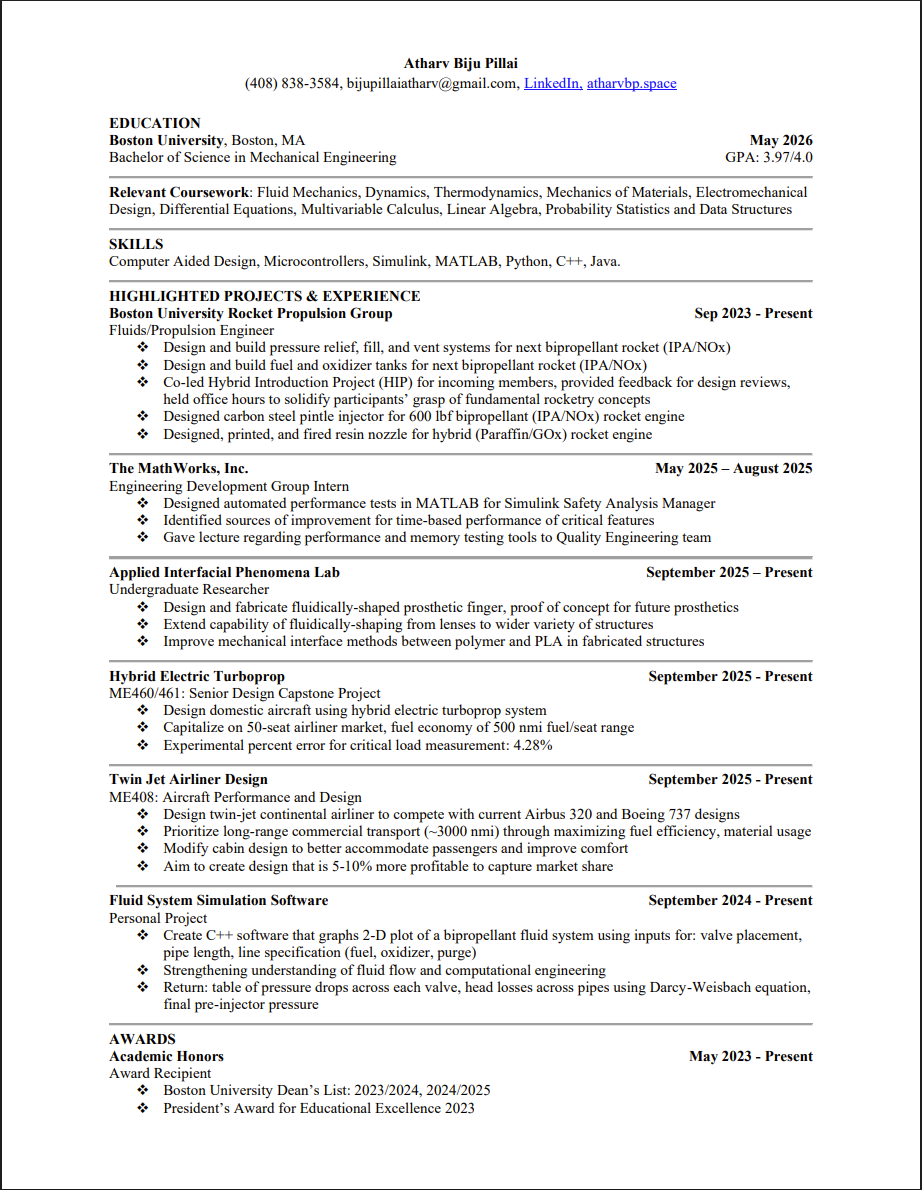 Atharv Biju Pillai
(408) 838-3584, bijupillaiatharv@gmail.com, LinkedIn, atharvbp.space
EDUCATION
Boston University, Boston, MA May 2026
Bachelor of Science in Mechanical Engineering GPA: 3.97/4.0
Relevant Coursework: Fluid Mechanics, Dynamics, Thermodynamics, Mechanics of Materials, Electromechanical
Design, Differential Equations, Multivariable Calculus, Linear Algebra, Probability Statistics and Data Structures
SKILLS
Computer Aided Design, Microcontrollers, Simulink, MATLAB, Python, C++, Java.
HIGHLIGHTED PROJECTS & EXPERIENCE
Boston University Rocket Propulsion Group Sep 2023 - Present
Fluids/Propulsion Engineer
❖ Design and build pressure relief, fill, and vent systems for next bipropellant rocket (IPA/NOx)
❖ Design and build fuel and oxidizer tanks for next bipropellant rocket (IPA/NOx)
❖ Co-led Hybrid Introduction Project (HIP) for incoming members, provided feedback for design reviews,
held office hours to solidify participants’ grasp of fundamental rocketry concepts
❖ Designed carbon steel pintle injector for 600 lbf bipropellant (IPA/NOx) rocket engine
❖ Designed, printed, and fired resin nozzle for hybrid (Paraffin/GOx) rocket engine
The MathWorks, Inc. May 2025 – August 2025
Engineering Development Group Intern
❖ Designed automated performance tests in MATLAB for Simulink Safety Analysis Manager
❖ Identified sources of improvement for time-based performance of critical features
❖ Gave lecture regarding performance and memory testing tools to Quality Engineering team
Applied Interfacial Phenomena Lab September 2025 – Present
Undergraduate Researcher
❖ Design and fabricate fluidically-shaped prosthetic finger, proof of concept for future prosthetics
❖ Extend capability of fluidically-shaping from lenses to wider variety of structures
❖ Improve mechanical interface methods between polymer and PLA in fabricated structures
Hybrid Electric Turboprop September 2025 - Present
ME460/461: Senior Design Capstone Project
❖ Design domestic aircraft using hybrid electric turboprop system
❖ Capitalize on 50-seat airliner market, fuel economy of 500 nmi fuel/seat range
❖ Experimental percent error for critical load measurement: 4.28%
Twin Jet Airliner Design September 2025 - Present
ME408: Aircraft Performance and Design
❖ Design twin-jet continental airliner to compete with current Airbus 320 and Boeing 737 designs
❖ Prioritize long-range commercial transport (~3000 nmi) through maximizing fuel efficiency, material usage
❖ Modify cabin design to better accommodate passengers and improve comfort
❖ Aim to create design that is 5-10% more profitable to capture market share
Fluid System Simulation Software September 2024 - Present
Personal Project
❖ Create C++ software that graphs 2-D plot of a bipropellant fluid system using inputs for: valve placement,
pipe length, line specification (fuel, oxidizer, purge)
❖ Strengthening understanding of fluid flow and computational engineering
❖ Return: table of pressure drops across each valve, head losses across pipes using Darcy-Weisbach equation,
final pre-injector pressure
AWARDS
Academic Honors May 2023 - Present
Award Recipient
❖ Boston University Dean’s List: 2023/2024, 2024/2025
❖ President’s Award for Educational Excellence 2023